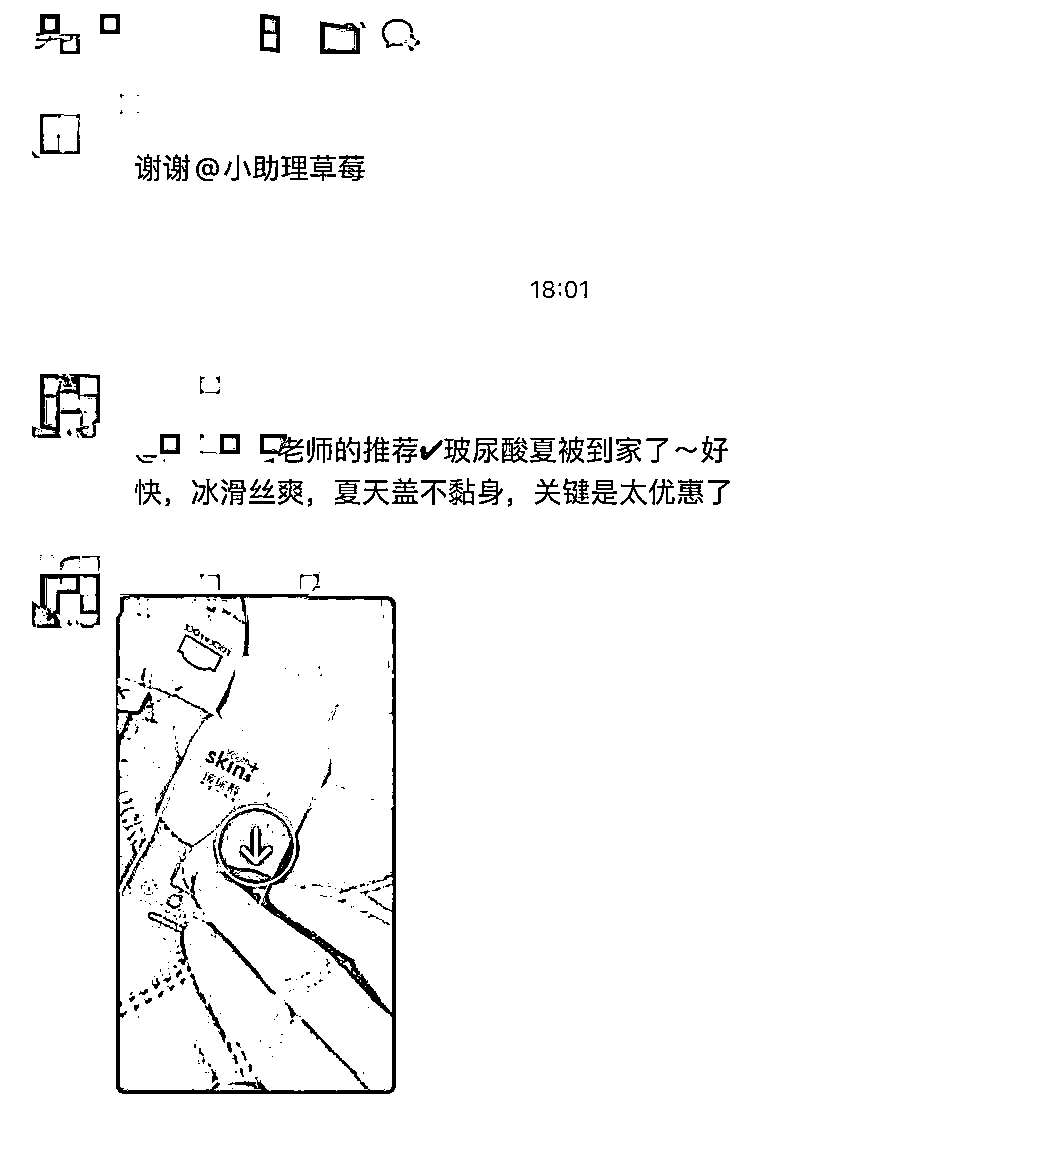 谢谢@小助理草莓
18:01
老师的推荐✔玻尿酸夏被到家了～好
快，冰滑丝爽，夏天盖不黏身，关键是太优惠了
skin+